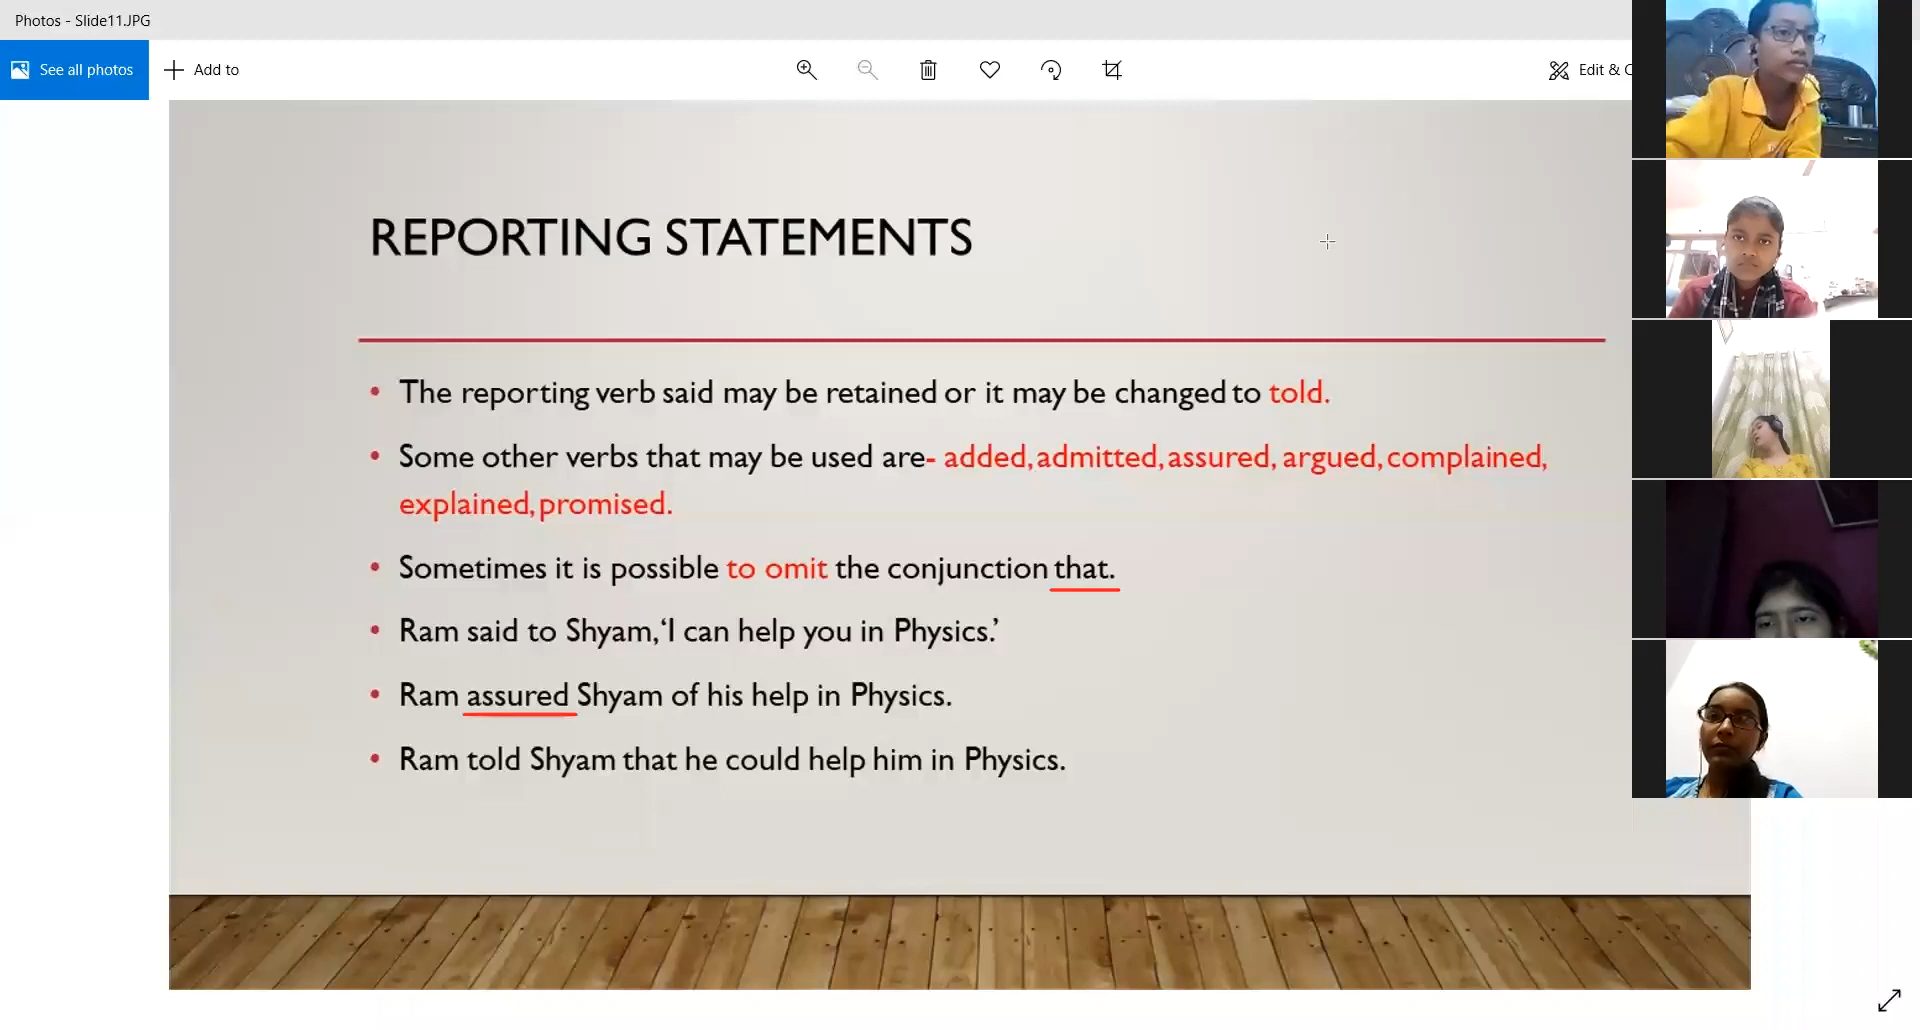 Photos - Slide11.JPG
See all photos
Add to
Edit & C
REPORTING STATEMENTS
• The reporting verb said may be retained or it may be changed to told.
• Some other verbs that may be used are- added, admitted, assured, argued, complained,
explained, promised.
• Sometimes it is possible to omit the conjunction that.
• Ram said to Shyam, ‘I can help you in Physics.’
• Ram assured Shyam of his help in Physics.
• Ram told Shyam that he could help him in Physics.